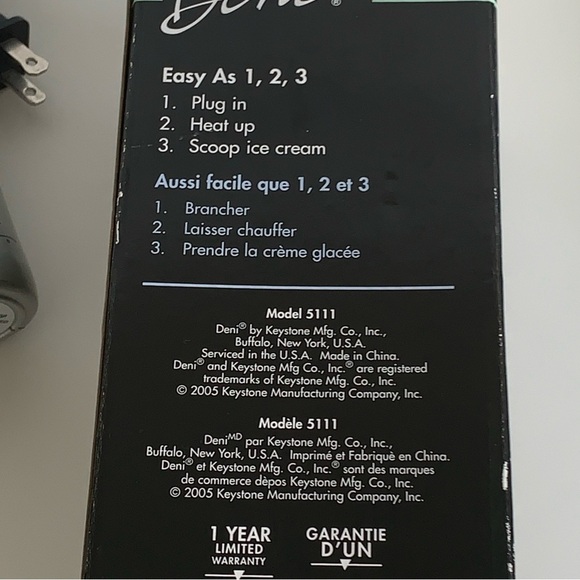 Deni®
Easy As 1, 2, 3
1. Plug in
2. Heat up
3. Scoop ice cream
Aussi facile que 1, 2 et 3
1. Brancher
2. Laisser chauffer
3. Prendre la crème glacée
Model 5111
Deni® by Keystone Mfg. Co., Inc.,
Buffalo, New York, U.S.A.
Serviced in the U.S.A. Made in China.
Deni® and Keystone Mfg. Co., Inc.® are registered
trademarks of Keystone Mfg. Co., Inc.
© 2005 Keystone Manufacturing Company, Inc.
Modèle 5111
DeniMD par Keystone Mfg. Co., Inc.,
Buffalo, New York, U.S.A. Imprimé et Fabriquè en China.
Deni® et Keystone Mfg. Co., Inc.® sont des marques
de commerce dèpos Keystone Mfg. Co., Inc.
© 2005 Keystone Manufacturing Company, Inc.
1 YEAR
LIMITED
WARRANTY
GARANTIE
D'UN